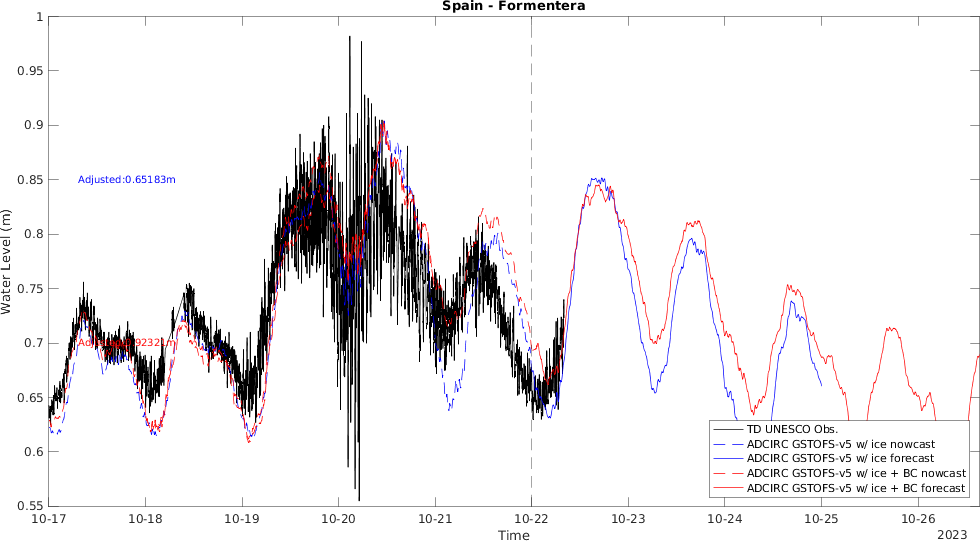 Spain - Formentera
1
0.95
0.9
0.85
0.8
0.75
0.7
0.65
0.6
0.55
Water Level (m)
Adjusted:0.65183m
10-17
10-18
10-19
10-20
10-21
10-22
10-23
10-24
10-25
10-26
Time
2023
TD UNESCO Obs.
ADCIRC GSTOFS-v5 w/ ice nowcast
ADCIRC GSTOFS-v5 w/ ice forecast
ADCIRC GSTOFS-v5 w/ ice + BC nowcast
ADCIRC GSTOFS-v5 w/ ice + BC forecast